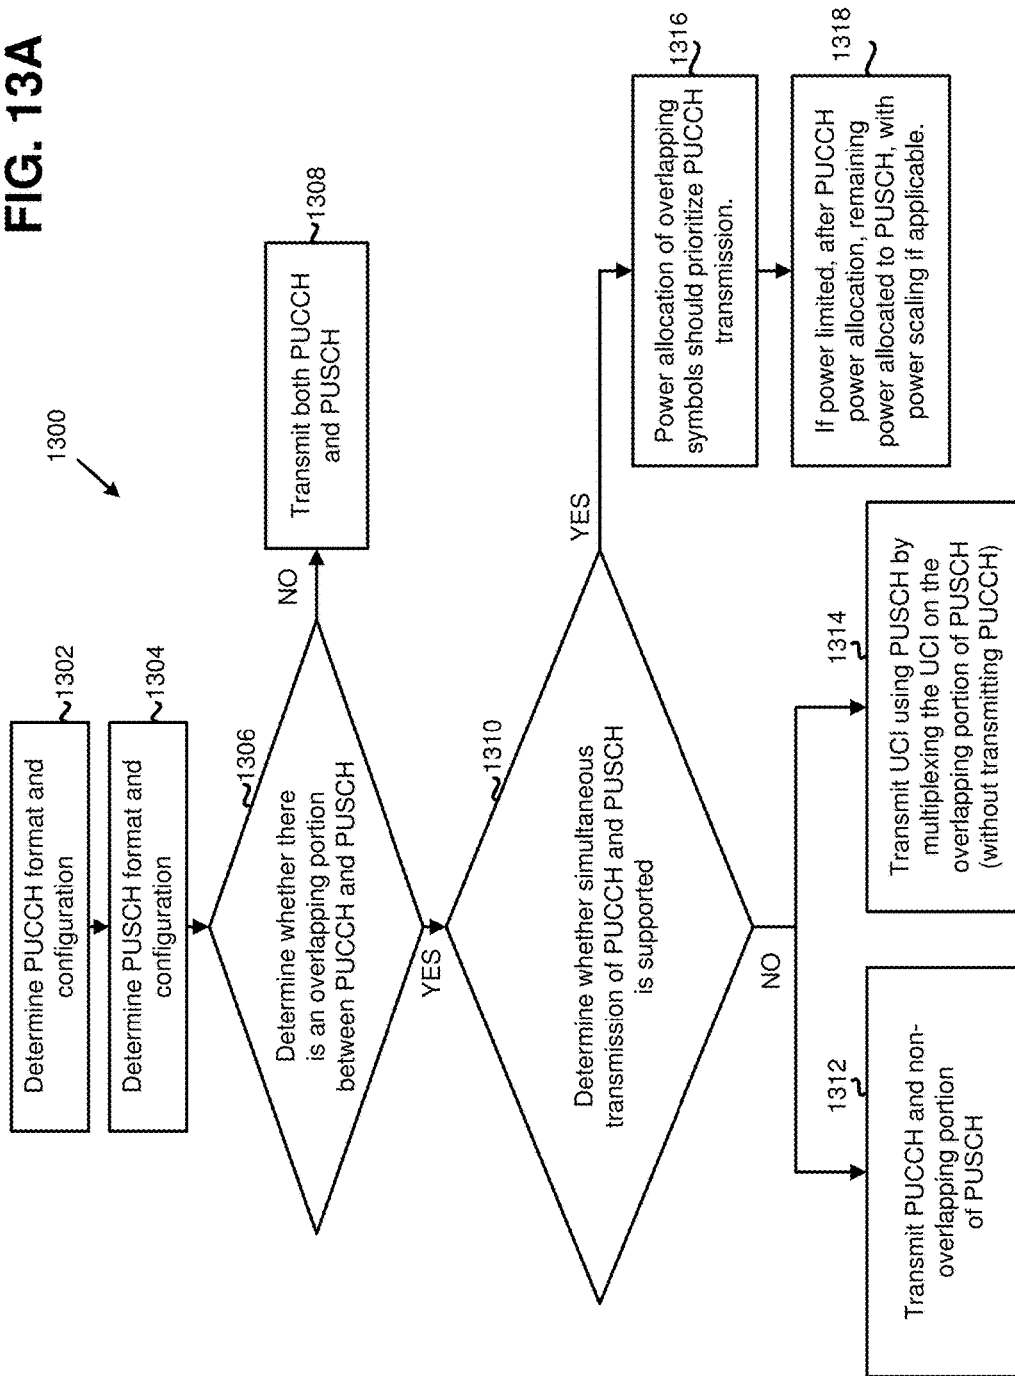 FIG. 13A
1300
Determine PUCCH format and
configuration
1302
Determine PUSCH format and
configuration
1304
1306
Determine whether there
is an overlapping portion
between PUCCH and PUSCH
NO
Transmit both PUCCH
and PUSCH
1308
YES
1310
Determine whether simultaneous
transmission of PUCCH and PUSCH
is supported
YES
Power allocation of overlapping
symbols should prioritize PUCCH
transmission.
1316
If power limited, after PUCCH
power allocation, remaining
power allocated to PUSCH, with
power scaling if applicable.
1318
NO
1312
Transmit PUCCH and non-
overlapping portion
of PUSCH
1314
Transmit UCI using PUSCH by
multiplexing the UCI on the
overlapping portion of PUSCH
(without transmitting PUCCH)